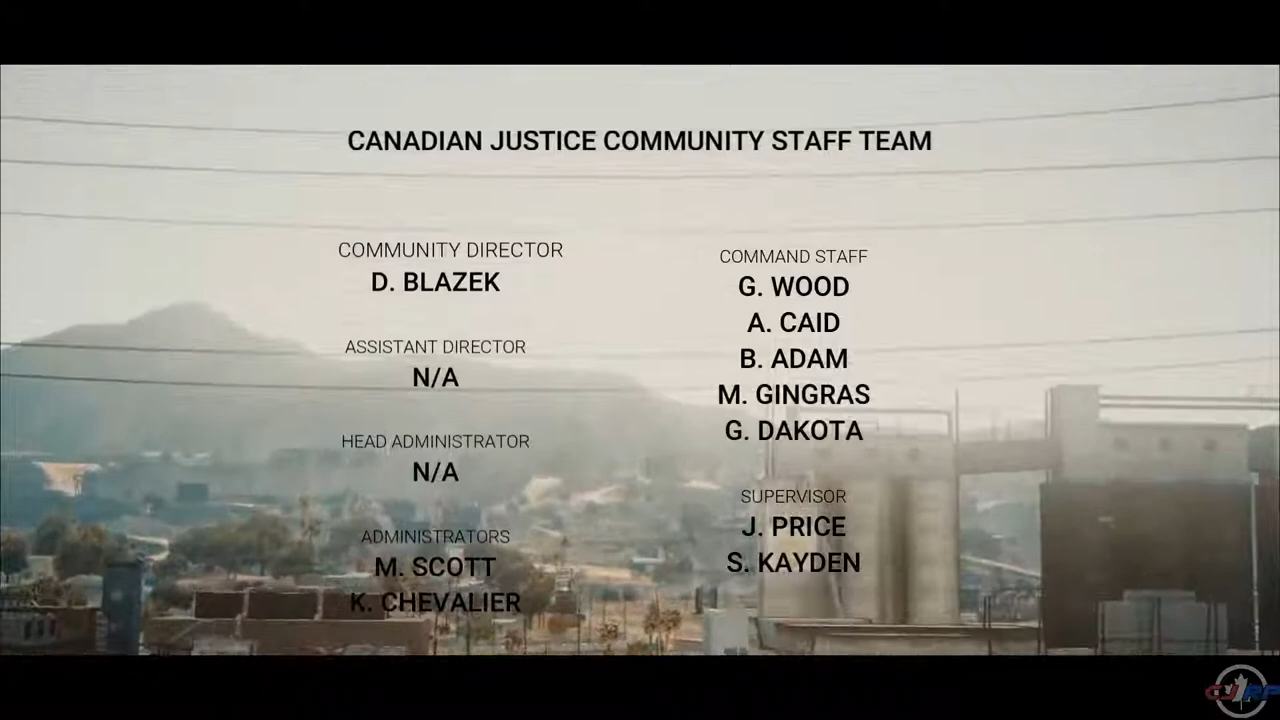 CANADIAN JUSTICE COMMUNITY STAFF TEAM
COMMUNITY DIRECTOR
D. BLAZEK
ASSISTANT DIRECTOR
N/A
HEAD ADMINISTRATOR
N/A
ADMINISTRATORS
M. SCOTT
K. CHEVALIER
COMMAND STAFF
G. WOOD
A. CAID
B. ADAM
M. GINGRAS
G. DAKOTA
SUPERVISOR
J. PRICE
S. KAYDEN
CJRP